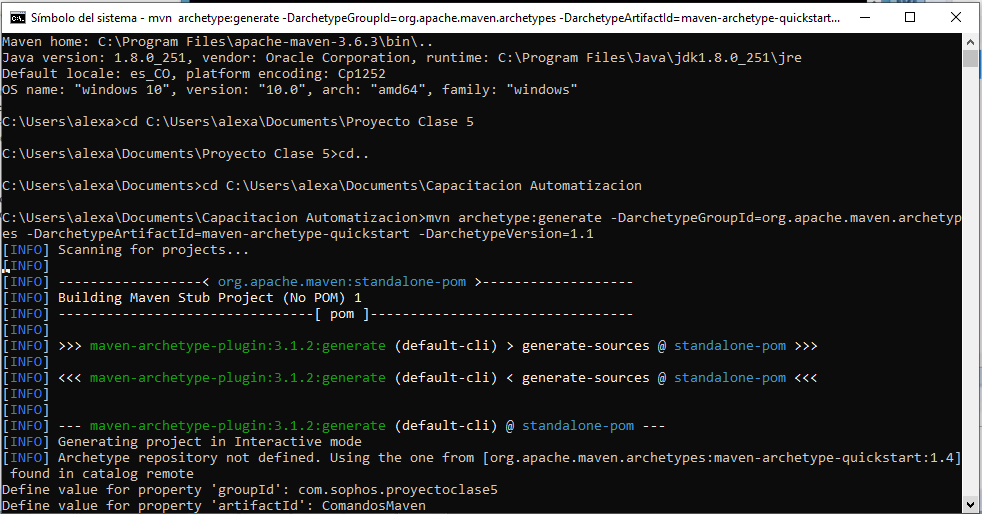 Símbolo del sistema - mvn archetype:generate -DarchetypeGroupId=org.apache.maven.archetypes -DarchetypeArtifactId=maven-archetype-quickstart...
Maven home: C:\Program Files\apache-maven-3.6.3\bin\..
Java version: 1.8.0_251, vendor: Oracle Corporation, runtime: C:\Program Files\Java\jdk1.8.0_251\jre
Default locale: es_CO, platform encoding: Cp1252
OS name: "windows 10", version: "10.0", arch: "amd64", family: "windows"
C:\Users\alexa>cd C:\Users\alexa\Documents\Proyecto Clase 5
C:\Users\alexa\Documents\Proyecto Clase 5>cd..
C:\Users\alexa\Documents>cd C:\Users\alexa\Documents\Capacitacion Automatizacion
C:\Users\alexa\Documents\Capacitacion Automatizacion>mvn archetype:generate -DarchetypeGroupId=org.apache.maven.archetyp
es -DarchetypeArtifactId=maven-archetype-quickstart -DarchetypeVersion=1.1
[INFO] Scanning for projects...
[INFO]
[INFO] ------------------< org.apache.maven:standalone-pom >-------------------
[INFO] Building Maven Stub Project (No POM) 1
[INFO] --------------------------------[ pom ]---------------------------------
[INFO]
[INFO] >>> maven-archetype-plugin:3.1.2:generate (default-cli) > generate-sources @ standalone-pom >>>
[INFO]
[INFO] <<< maven-archetype-plugin:3.1.2:generate (default-cli) < generate-sources @ standalone-pom <<<
[INFO]
[INFO]
[INFO] --- maven-archetype-plugin:3.1.2:generate (default-cli) @ standalone-pom ---
[INFO] Generating project in Interactive mode
[INFO] Archetype repository not defined. Using the one from [org.apache.maven.archetypes:maven-archetype-quickstart:1.4]
 found in catalog remote
Define value for property 'groupId': com.sophos.proyectoclase5
Define value for property 'artifactId': ComandosMaven